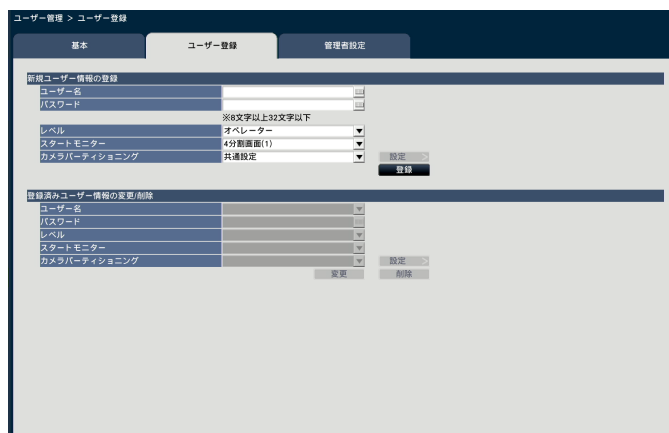 ユーザー管理 > ユーザー登録
基本 ユーザー登録 管理者設定
新規ユーザー情報の登録
ユーザー名
パスワード
※8文字以上32文字以下
レベル オペレーター
スタートモニター 4分割画面(1)
カメラパーティショニング 共通設定 設定 >
登録
登録済みユーザー情報の変更/削除
ユーザー名
パスワード
レベル
スタートモニター
カメラパーティショニング 設定 >
変更 削除